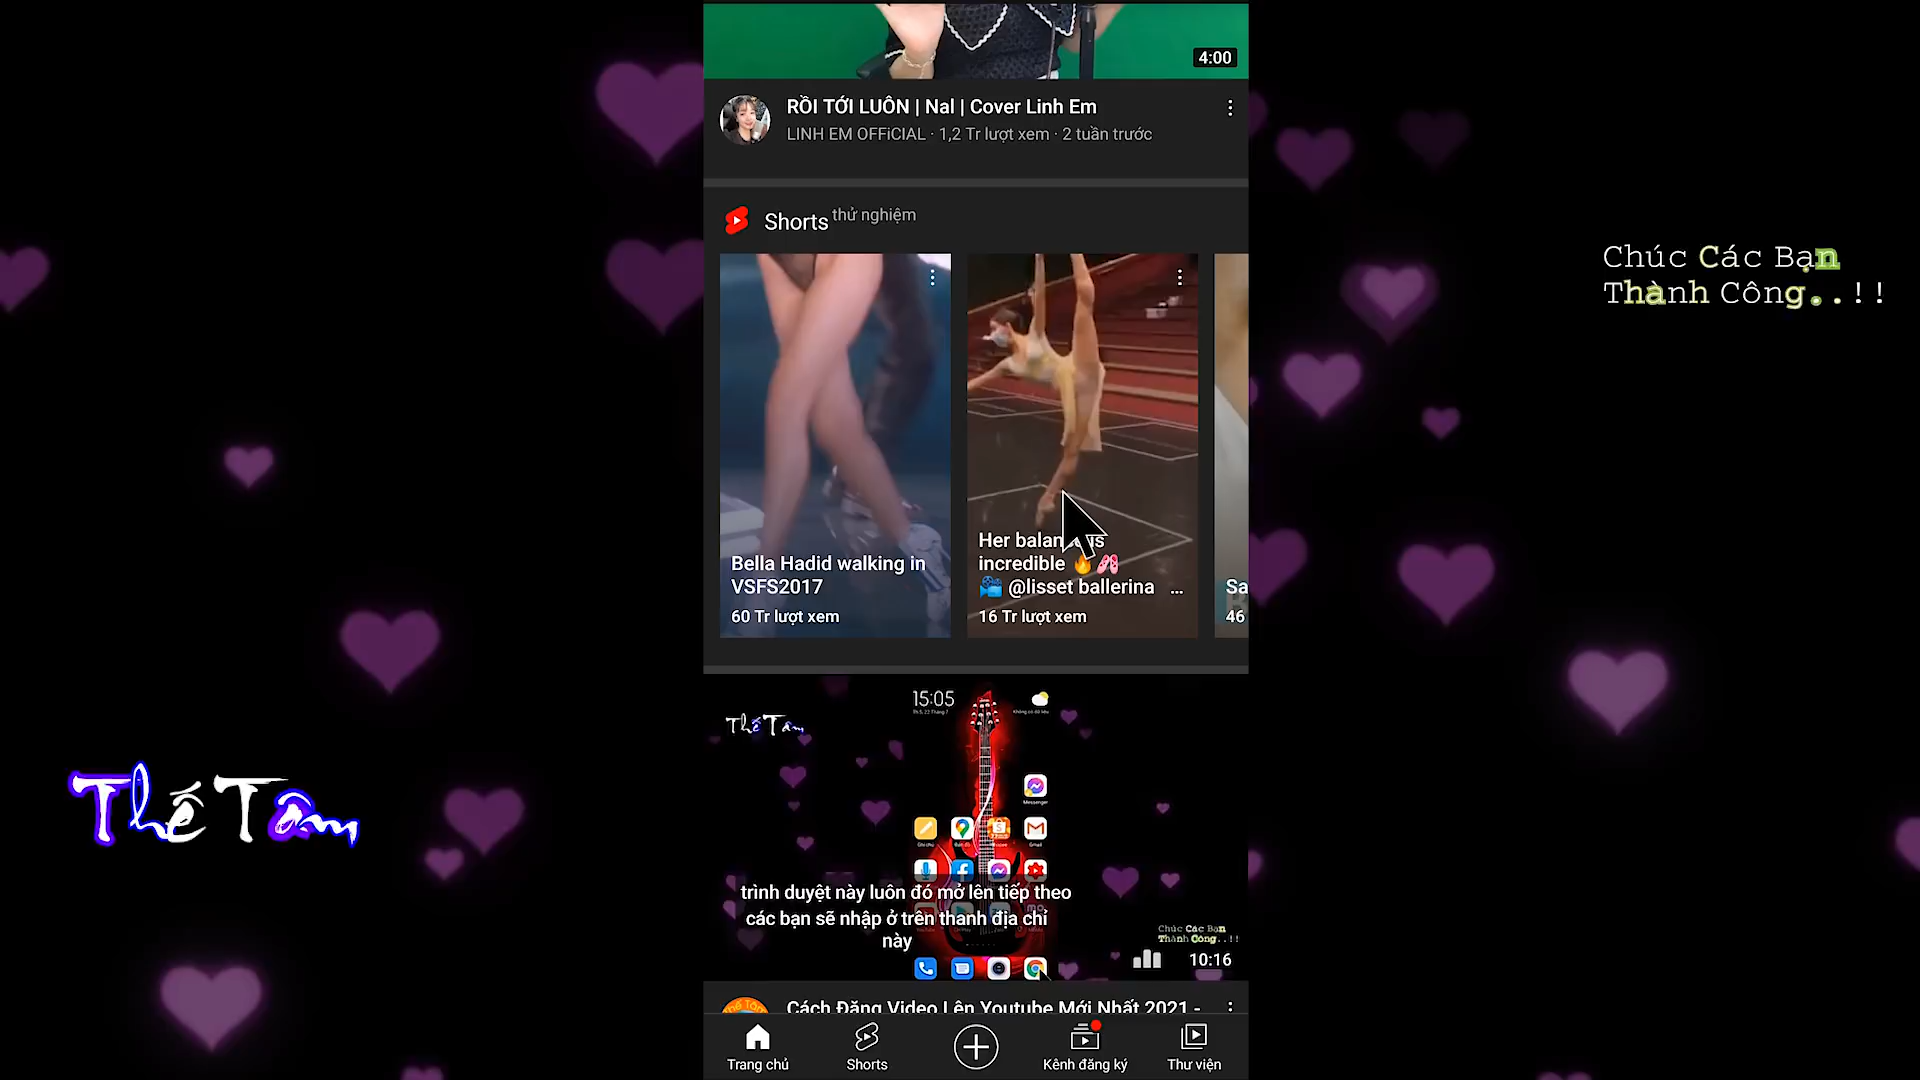 4:00
RỒI TỚI LUÔN | Nal | Cover Linh Em
LINH EM OFFiCIAL · 1,2 Tr lượt xem · 2 tuần trước
Shorts thử nghiệm
Bella Hadid walking in
VSFS2017
60 Tr lượt xem
incredible 🔥🩰
🎥 @lisset ballerina ...
16 Tr lượt xem
Sa
46
Chúc Các Bạn
Thành Công..!!
Thế Tâm
15:05
Thế Tâm
Messenger
Gmail
trình duyệt này luôn đó mở lên tiếp theo
các bạn sẽ nhập ở trên thanh địa chỉ
này
Chúc Các Bạn
Thành Công..!!
10:16
Cách Đăng Video Lên Youtube Mới Nhất 2021 -
Trang chủ
Shorts
Kênh đăng ký
Thư viện